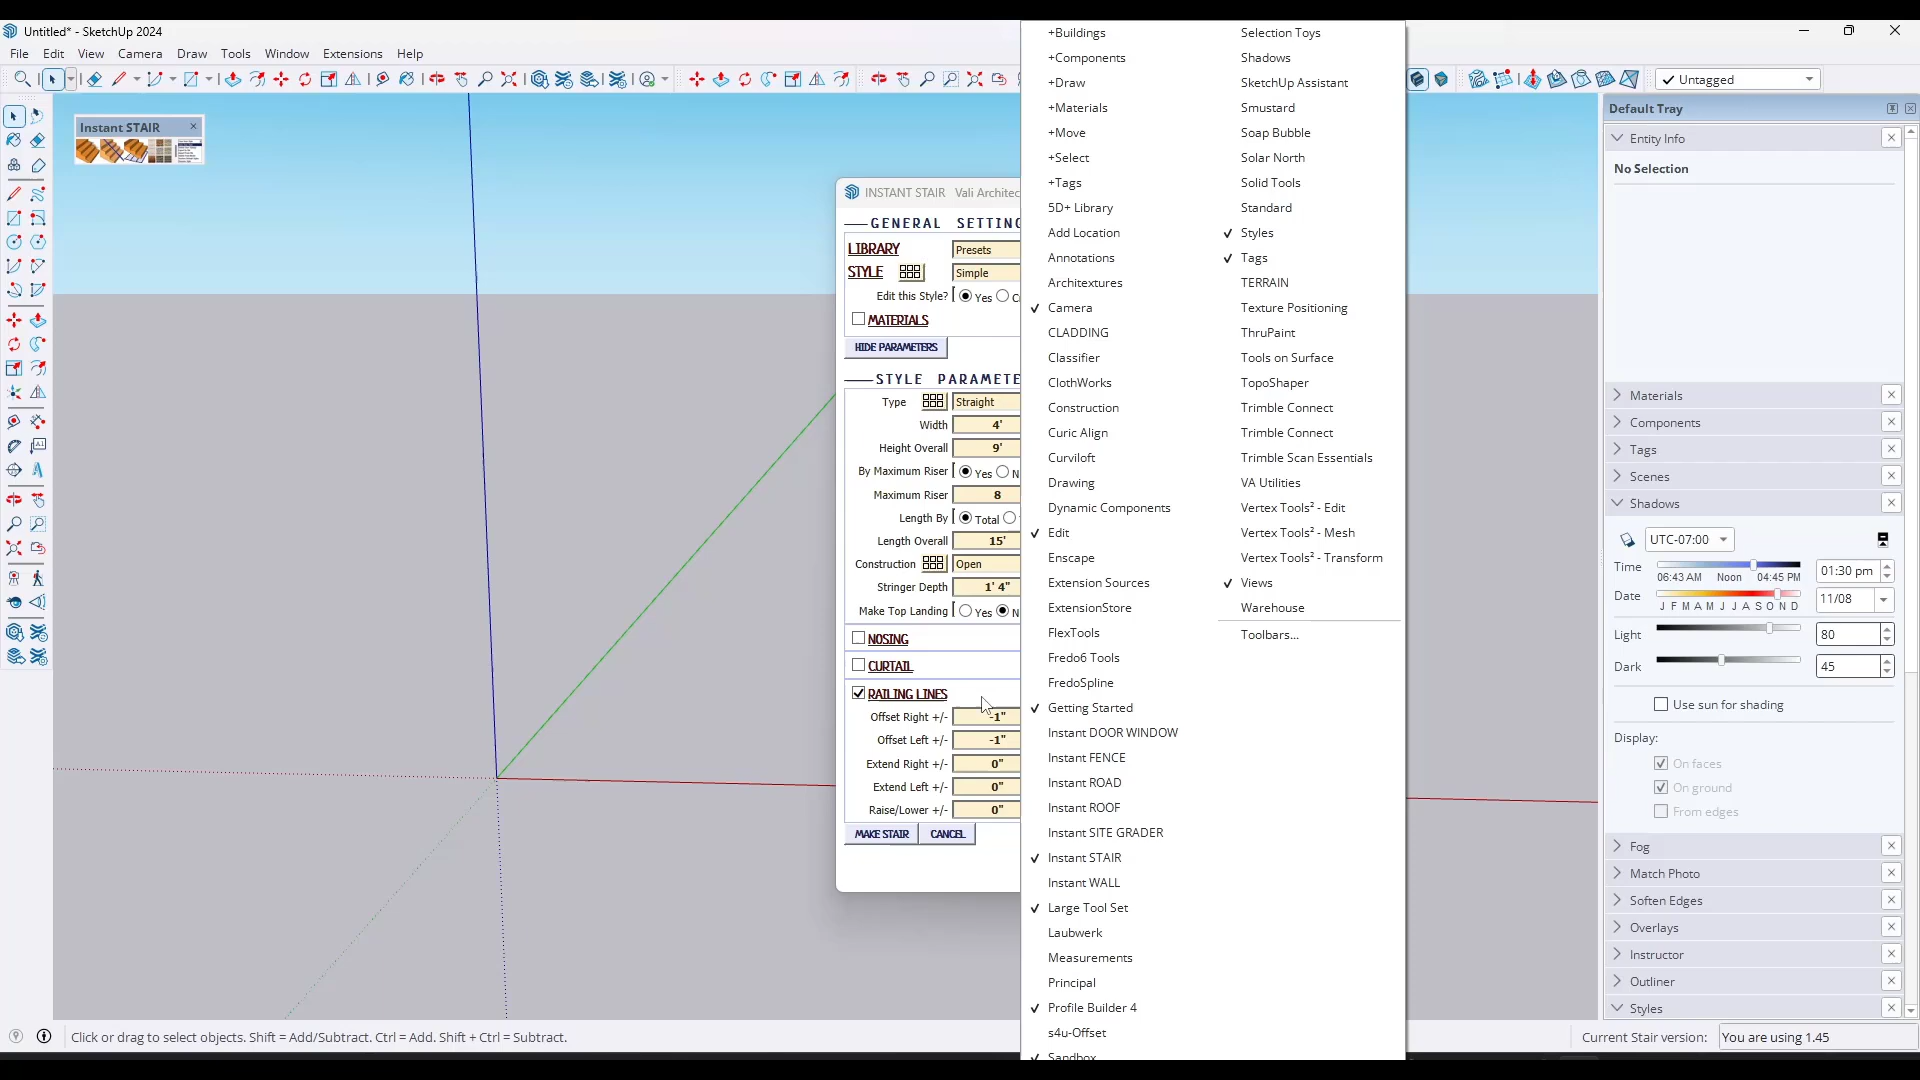 Untitled* - SketchUp 2024
File Edit View Camera Draw Tools Window Extensions Help
Untagged
Instant STAIR
INSTANT STAIR Vali Architec
GENERAL SETTING
LIBRARY Presets
STYLE Simple
Edit this Style? Yes
MATERIALS
HIDE PARAMETERS
STYLE PARAMETE
Type Straight
Width 4'
Height Overall 9'
By Maximum Riser Yes N
Maximum Riser 8
Length By Total
Length Overall 15'
Construction Open
Stringer Depth 1' 4"
Make Top Landing Yes N
NOSING
CURTAIL
RAILING LINES
Offset Right +/- -1"
Offset Left +/- -1"
Extend Right +/- 0"
Extend Left +/- 0"
Raise/Lower +/- 0"
MAKE STAIR CANCEL
+Buildings
+Components
+Draw
+Materials
+Move
+Select
+Tags
5D+ Library
Add Location
Annotations
Architextures
Camera
CLADDING
Classifier
ClothWorks
Construction
Curic Align
Curviloft
Drawing
Dynamic Components
Edit
Enscape
Extension Sources
ExtensionStore
FlexTools
Fredo6 Tools
FredoSpline
Getting Started
Instant DOOR WINDOW
Instant FENCE
Instant ROAD
Instant ROOF
Instant SITE GRADER
Instant STAIR
Instant WALL
Large Tool Set
Laubwerk
Measurements
Principal
Profile Builder 4
s4u-Offset
Sandbox
Selection Toys
Shadows
SketchUp Assistant
Smustard
Soap Bubble
Solar North
Solid Tools
Standard
Styles
Tags
TERRAIN
Texture Positioning
ThruPaint
Tools on Surface
TopoShaper
Trimble Connect
Trimble Connect
Trimble Scan Essentials
VA Utilities
Vertex Tools² - Edit
Vertex Tools² - Mesh
Vertex Tools² - Transform
Views
Warehouse
Toolbars...
Default Tray
Entity Info
No Selection
Materials
Components
Tags
Scenes
Shadows
UTC-07:00
Time 06:43 AM Noon 04:45 PM 01:30 pm
Date J F M A M J J A S O N D 11/08
Light 80
Dark 45
Use sun for shading
Display:
On faces
On ground
From edges
Fog
Match Photo
Soften Edges
Overlays
Instructor
Outliner
Styles
Click or drag to select objects. Shift = Add/Subtract. Ctrl = Add. Shift + Ctrl = Subtract.
Current Stair version: You are using 1.45